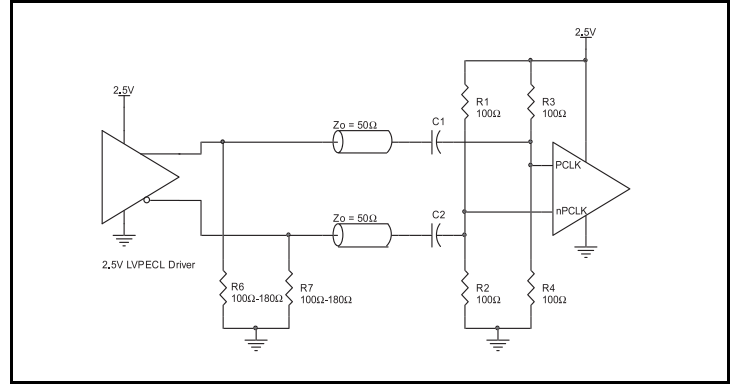 2.5V
2.5V
R1
100Ω
R3
100Ω
C1
Zo = 50Ω
PCLK
nPCLK
C2
Zo = 50Ω
2.5V LVPECL Driver
R6
100Ω-180Ω
R7
100Ω-180Ω
R2
100Ω
R4
100Ω